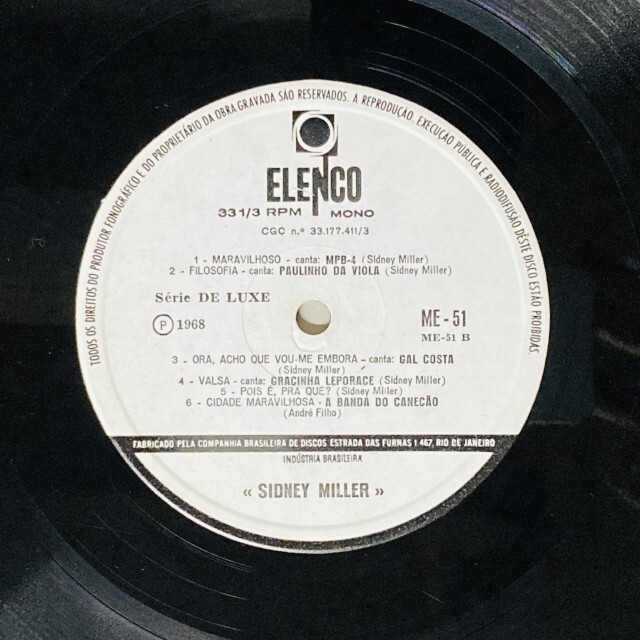 TODOS OS DIREITOS DO PRODUTOR FONOGRÁFICO E DO PROPRIETÁRIO DA OBRA GRAVADA SÃO RESERVADOS. A REPRODUÇÃO, EXECUÇÃO PÚBLICA E RADIODIFUSÃO DÊSTE DISCO ESTÃO PROIBIDAS.
ELENCO
33 1/3 RPM MONO
CGC n.º 33.177.411/3
1 - MARAVILHOSO - canta: MPB-4 (Sidney Miller)
2 - FILOSOFIA - canta: PAULINHO DA VIOLA (Sidney Miller)
Série DE LUXE
P 1968
ME - 51
ME-51 B
3 - ORA, ACHO QUE VOU-ME EMBORA - canta: GAL COSTA
(Sidney Miller)
4 - VALSA - canta: GRACINHA LEPORACE (Sidney Miller)
5 - POIS É, PRA QUE? (Sidney Miller)
6 - CIDADE MARAVILHOSA - A BANDA DO CANECÃO
(André Filho)
FABRICADO PELA COMPANHIA BRASILEIRA DE DISCOS ESTRADA DAS FURNAS 1 467, RIO DE JANEIRO
INDÚSTRIA BRASILEIRA
« SIDNEY MILLER »